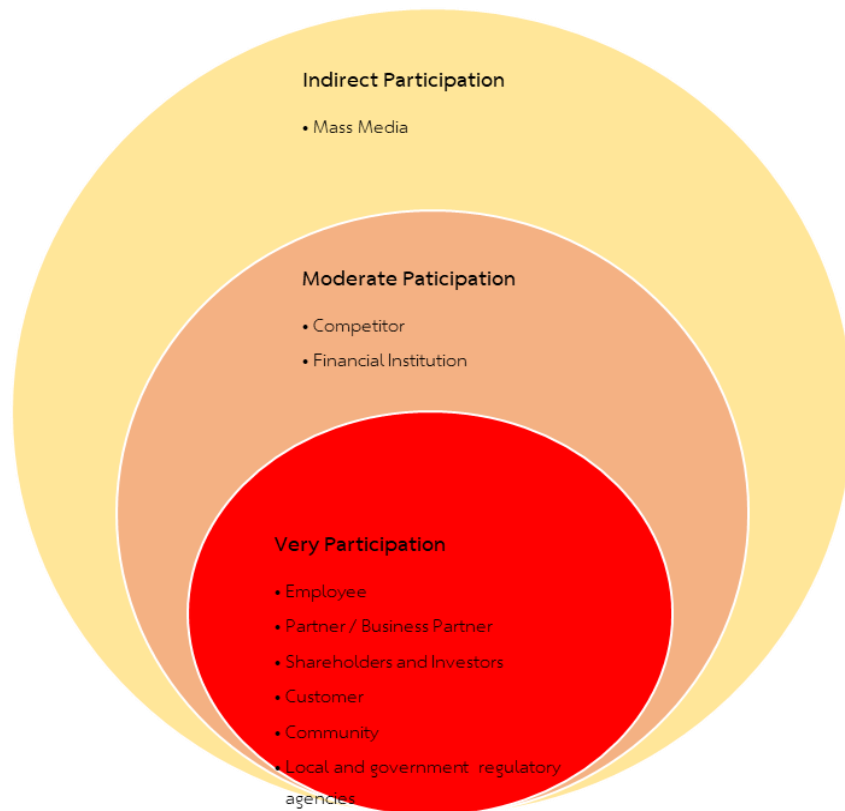 Indirect Participation
• Mass Media
Moderate Paticipation
• Competitor
• Financial Institution
Very Participation
• Employee
• Partner / Business Partner
• Shareholders and Investors
• Customer
• Community
• Local and government regulatory
agencies